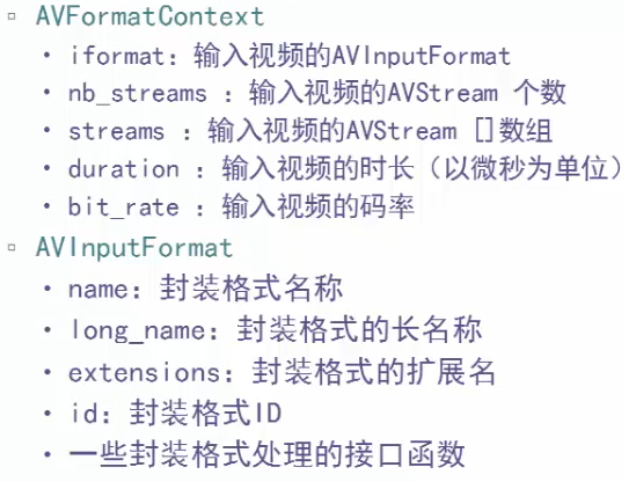 ▫ AVFormatContext
• iformat：输入视频的AVInputFormat
• nb_streams ：输入视频的AVStream 个数
• streams ：输入视频的AVStream []数组
• duration ：输入视频的时长（以微秒为单位）
• bit_rate ：输入视频的码率
▫ AVInputFormat
• name：封装格式名称
• long_name：封装格式的长名称
• extensions：封装格式的扩展名
• id：封装格式ID
• 一些封装格式处理的接口函数